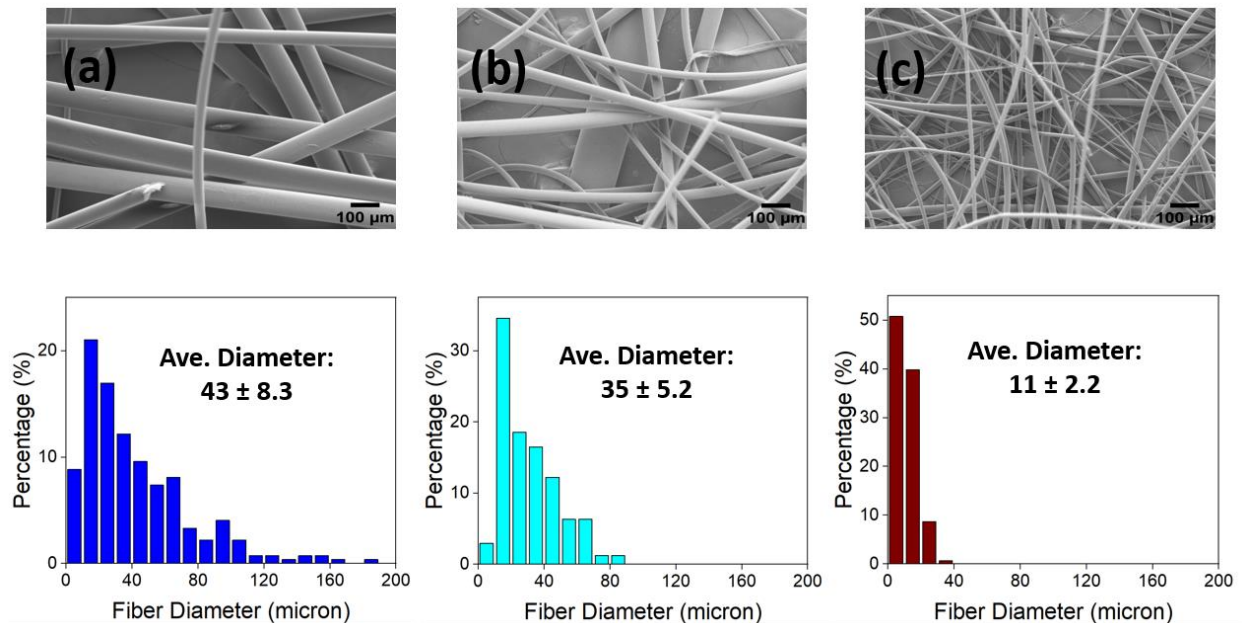 (a)
100 µm
(b)
100 µm
(c)
100 µm
Percentage (%)
20
10
0
Ave. Diameter:
43 ± 8.3
0
40
80
120
160
200
Fiber Diameter (micron)
Percentage (%)
30
20
10
0
Ave. Diameter:
35 ± 5.2
0
40
80
120
160
200
Fiber Diameter (micron)
Percentage (%)
50
40
30
20
10
0
Ave. Diameter:
11 ± 2.2
0
40
80
120
160
200
Fiber Diameter (micron)